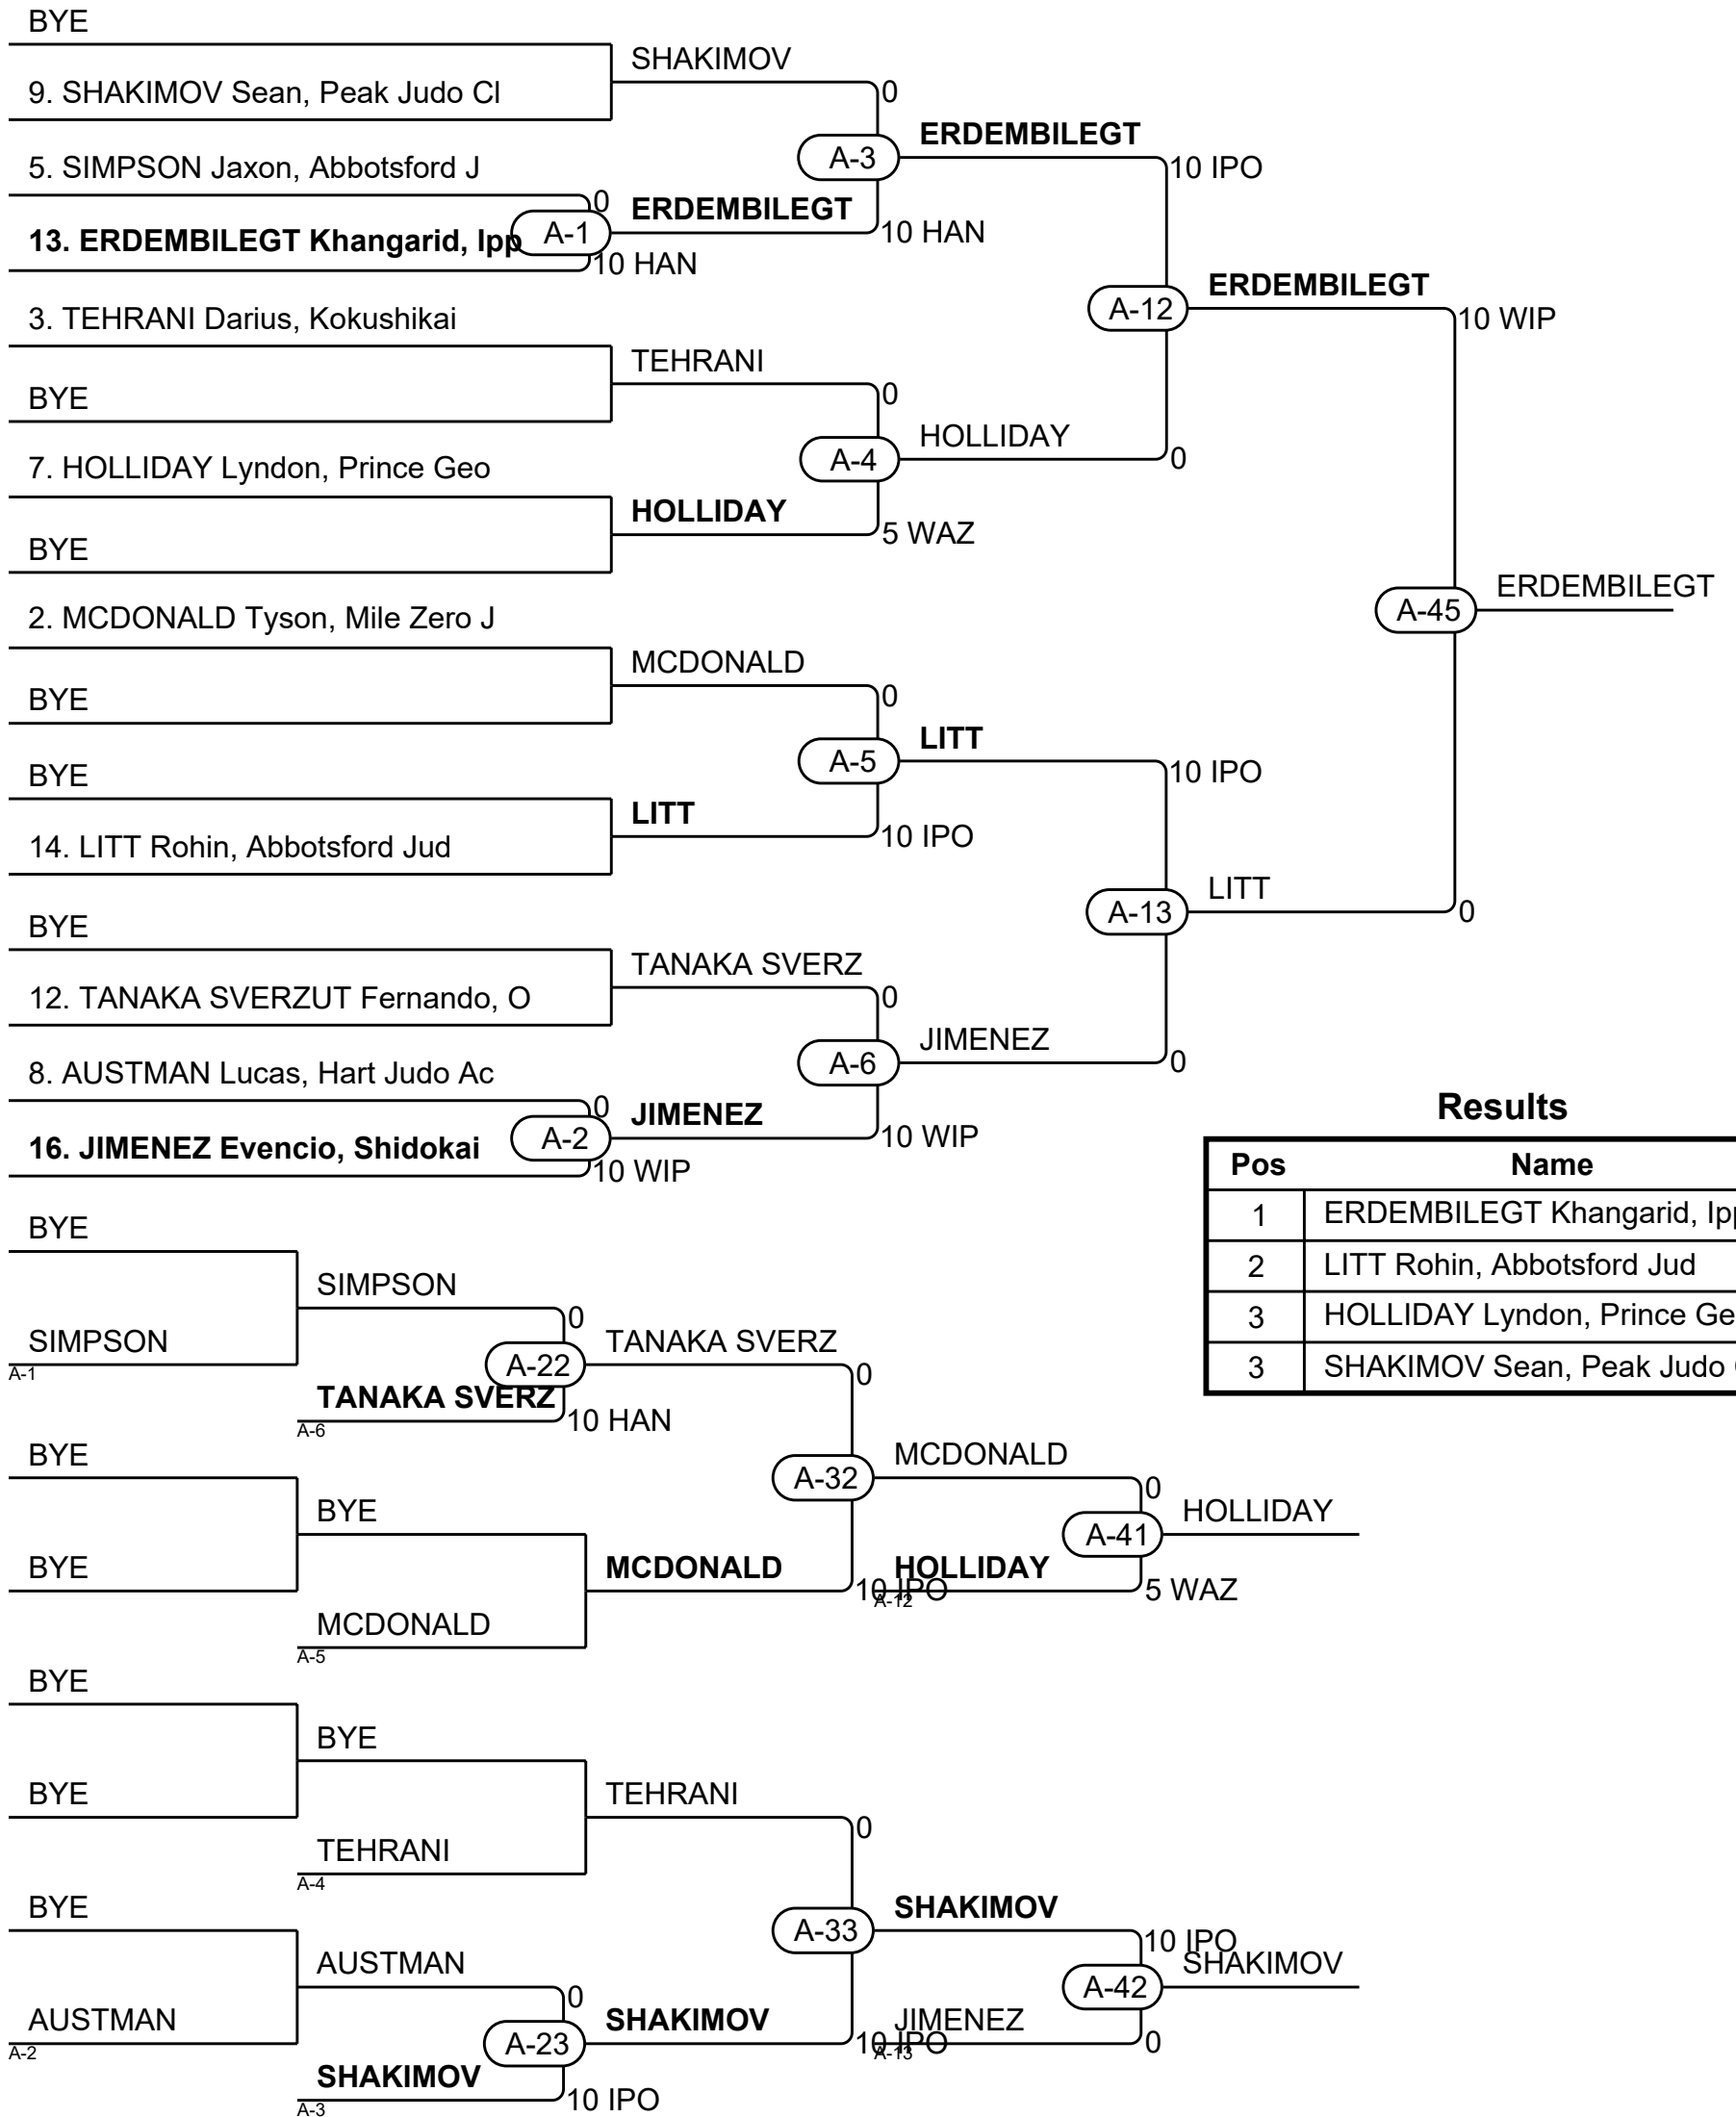 BYE
9. SHAKIMOV Sean, Peak Judo Cl
SHAKIMOV
0
5. SIMPSON Jaxon, Abbotsford J
0
13. ERDEMBILEGT Khangarid, Ipp
A-1
10 HAN
ERDEMBILEGT
A-3
10 HAN
ERDEMBILEGT
10 IPO
3. TEHRANI Darius, Kokushikai
BYE
TEHRANI
0
7. HOLLIDAY Lyndon, Prince Geo
BYE
HOLLIDAY
A-4
5 WAZ
HOLLIDAY
0
A-12
ERDEMBILEGT
10 WIP
2. MCDONALD Tyson, Mile Zero J
BYE
MCDONALD
0
BYE
14. LITT Rohin, Abbotsford Jud
LITT
A-5
10 IPO
LITT
10 IPO
BYE
12. TANAKA SVERZUT Fernando, O
TANAKA SVERZ
0
8. AUSTMAN Lucas, Hart Judo Ac
0
16. JIMENEZ Evencio, Shidokai
A-2
10 WIP
JIMENEZ
A-6
10 WIP
JIMENEZ
0
A-13
LITT
0
A-45
ERDEMBILEGT
Results
Pos Name
1 ERDEMBILEGT Khangarid, Ip
2 LITT Rohin, Abbotsford Jud
3 HOLLIDAY Lyndon, Prince Ge
3 SHAKIMOV Sean, Peak Judo
BYE
SIMPSON
A-1
SIMPSON
0
A-22
TANAKA SVERZ
A-6
10 HAN
TANAKA SVERZ
0
BYE
BYE
BYE
MCDONALD
A-5
MCDONALD
A-32
10 IPO
MCDONALD
0
A-41
HOLLIDAY
A-12
5 WAZ
HOLLIDAY
BYE
BYE
BYE
TEHRANI
A-4
TEHRANI
0
BYE
AUSTMAN
A-2
AUSTMAN
0
A-23
SHAKIMOV
A-3
10 IPO
SHAKIMOV
A-33
10 IPO
SHAKIMOV
10 IPO
A-42
JIMENEZ
A-13
0
SHAKIMOV